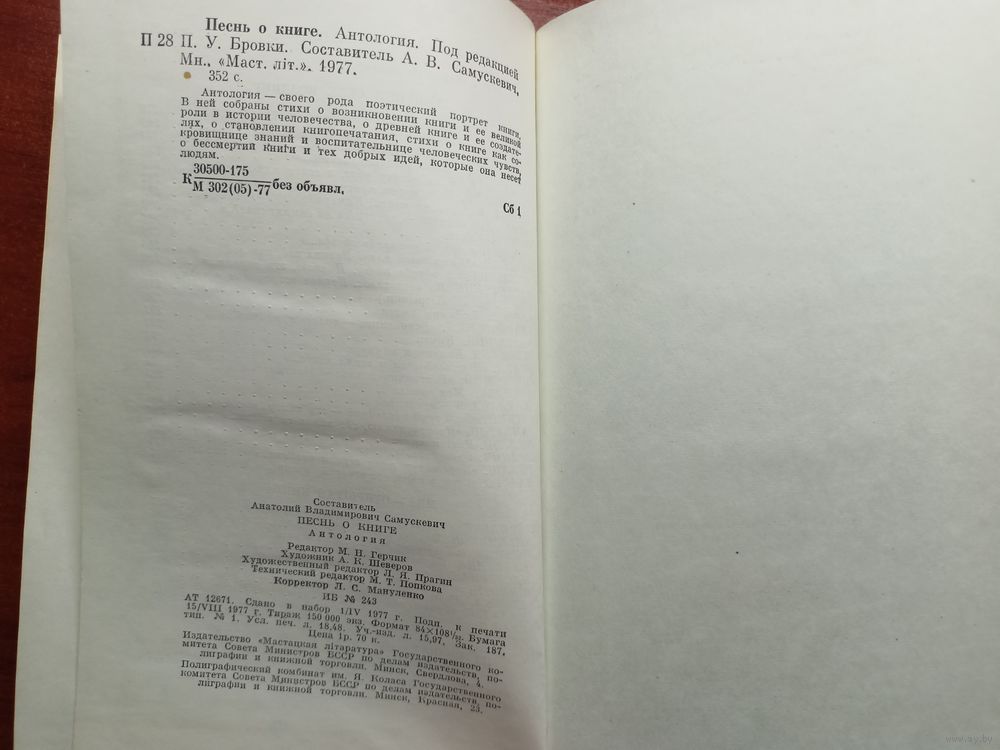 Песнь о книге. Антология. Под редакцией
П 28 П. У. Бровки. Составитель А. В. Самускевич.
Мн., «Маст. літ.». 1977.
352 с.
Антология — своего рода поэтический портрет книги.
В ней собраны стихи о возникновении книги и ее великой
роли в истории человечества, о древней книге и ее создате-
лях, о становлении книгопечатания, стихи о книге как со-
кровищнице знаний и воспитательнице человеческих чувств,
о бессмертии книги и тех добрых идей, которые она несет
людям.
30500-175
К без объявл.
М 302(05)-77
Сб 1
Составитель
Анатолий Владимирович Самускевич
ПЕСНЬ О КНИГЕ
Антология
Редактор М. Н. Герчик
Художник А. К. Шеверов
Художественный редактор Л. Я. Прагин
Технический редактор М. Т. Попкова
Корректор Л. С. Мануленко
ИБ № 243
АТ 12671. Сдано в набор 1/IV 1977 г. Подп. к печати
15/VIII 1977 г. Тираж 150 000 экз. Формат 84×108 1/32. Бумага
тип. № 1. Усл. печ. л. 18,48. Уч.-изд. л. 15,97. Зак. 187.
Цена 1р. 70 к.
Издательство «Мастацкая літаратура» Государственного ко-
митета Совета Министров БССР по делам издательств, по-
лиграфии и книжной торговли. Минск, Свердлова, 4.
Полиграфический комбинат им. Я. Коласа Государственного
комитета Совета Министров БССР по делам издательств, по-
лиграфии и книжной торговли. Минск, Красная, 23.
www.ay.by